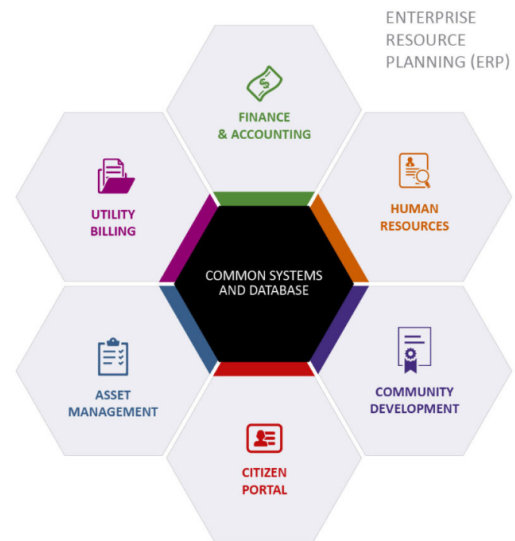 ENTERPRISE
RESOURCE
PLANNING (ERP)
$
FINANCE
& ACCOUNTING
UTILITY
BILLING
HUMAN
RESOURCES
COMMON SYSTEMS
AND DATABASE
ASSET
MANAGEMENT
COMMUNITY
DEVELOPMENT
CITIZEN
PORTAL